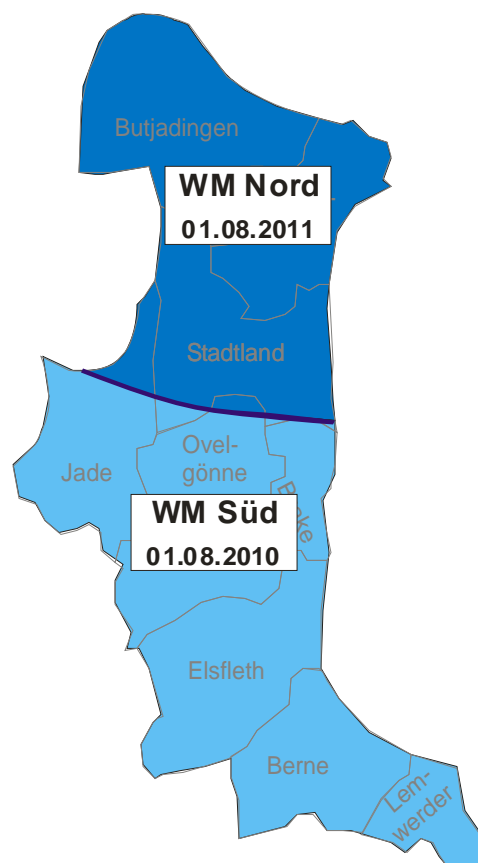 Butjadingen
WM Nord
01.08.2011
Stadtland
Ovel-
gönne
Jade
WM Süd
01.08.2010
Elsfleth
Berne
Lem-
werder